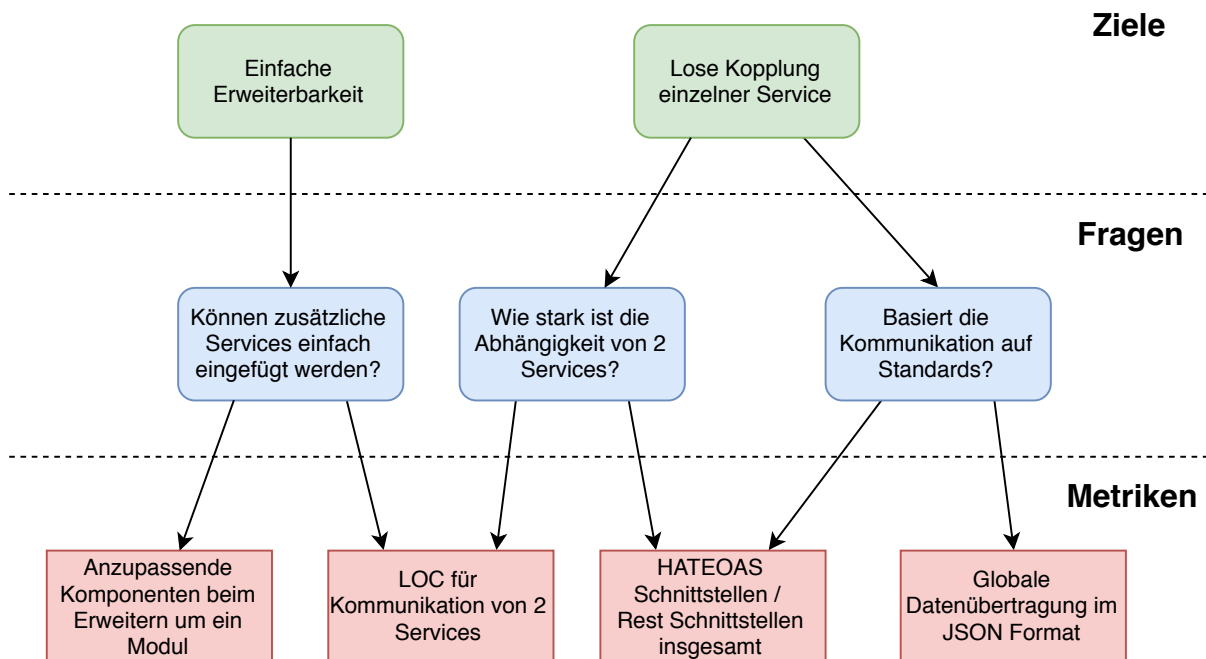 Ziele
Einfache
Erweiterbarkeit
Lose Kopplung
einzelner Service
Fragen
Können zusätzliche
Services einfach
eingefügt werden?
Wie stark ist die
Abhängigkeit von 2
Services?
Basiert die
Kommunikation auf
Standards?
Metriken
Anzupassende
Komponenten beim
Erweitern um ein
Modul
LOC für
Kommunikation von 2
Services
HATEOAS
Schnittstellen /
Rest Schnittstellen
insgesamt
Globale
Datenübertragung im
JSON Format